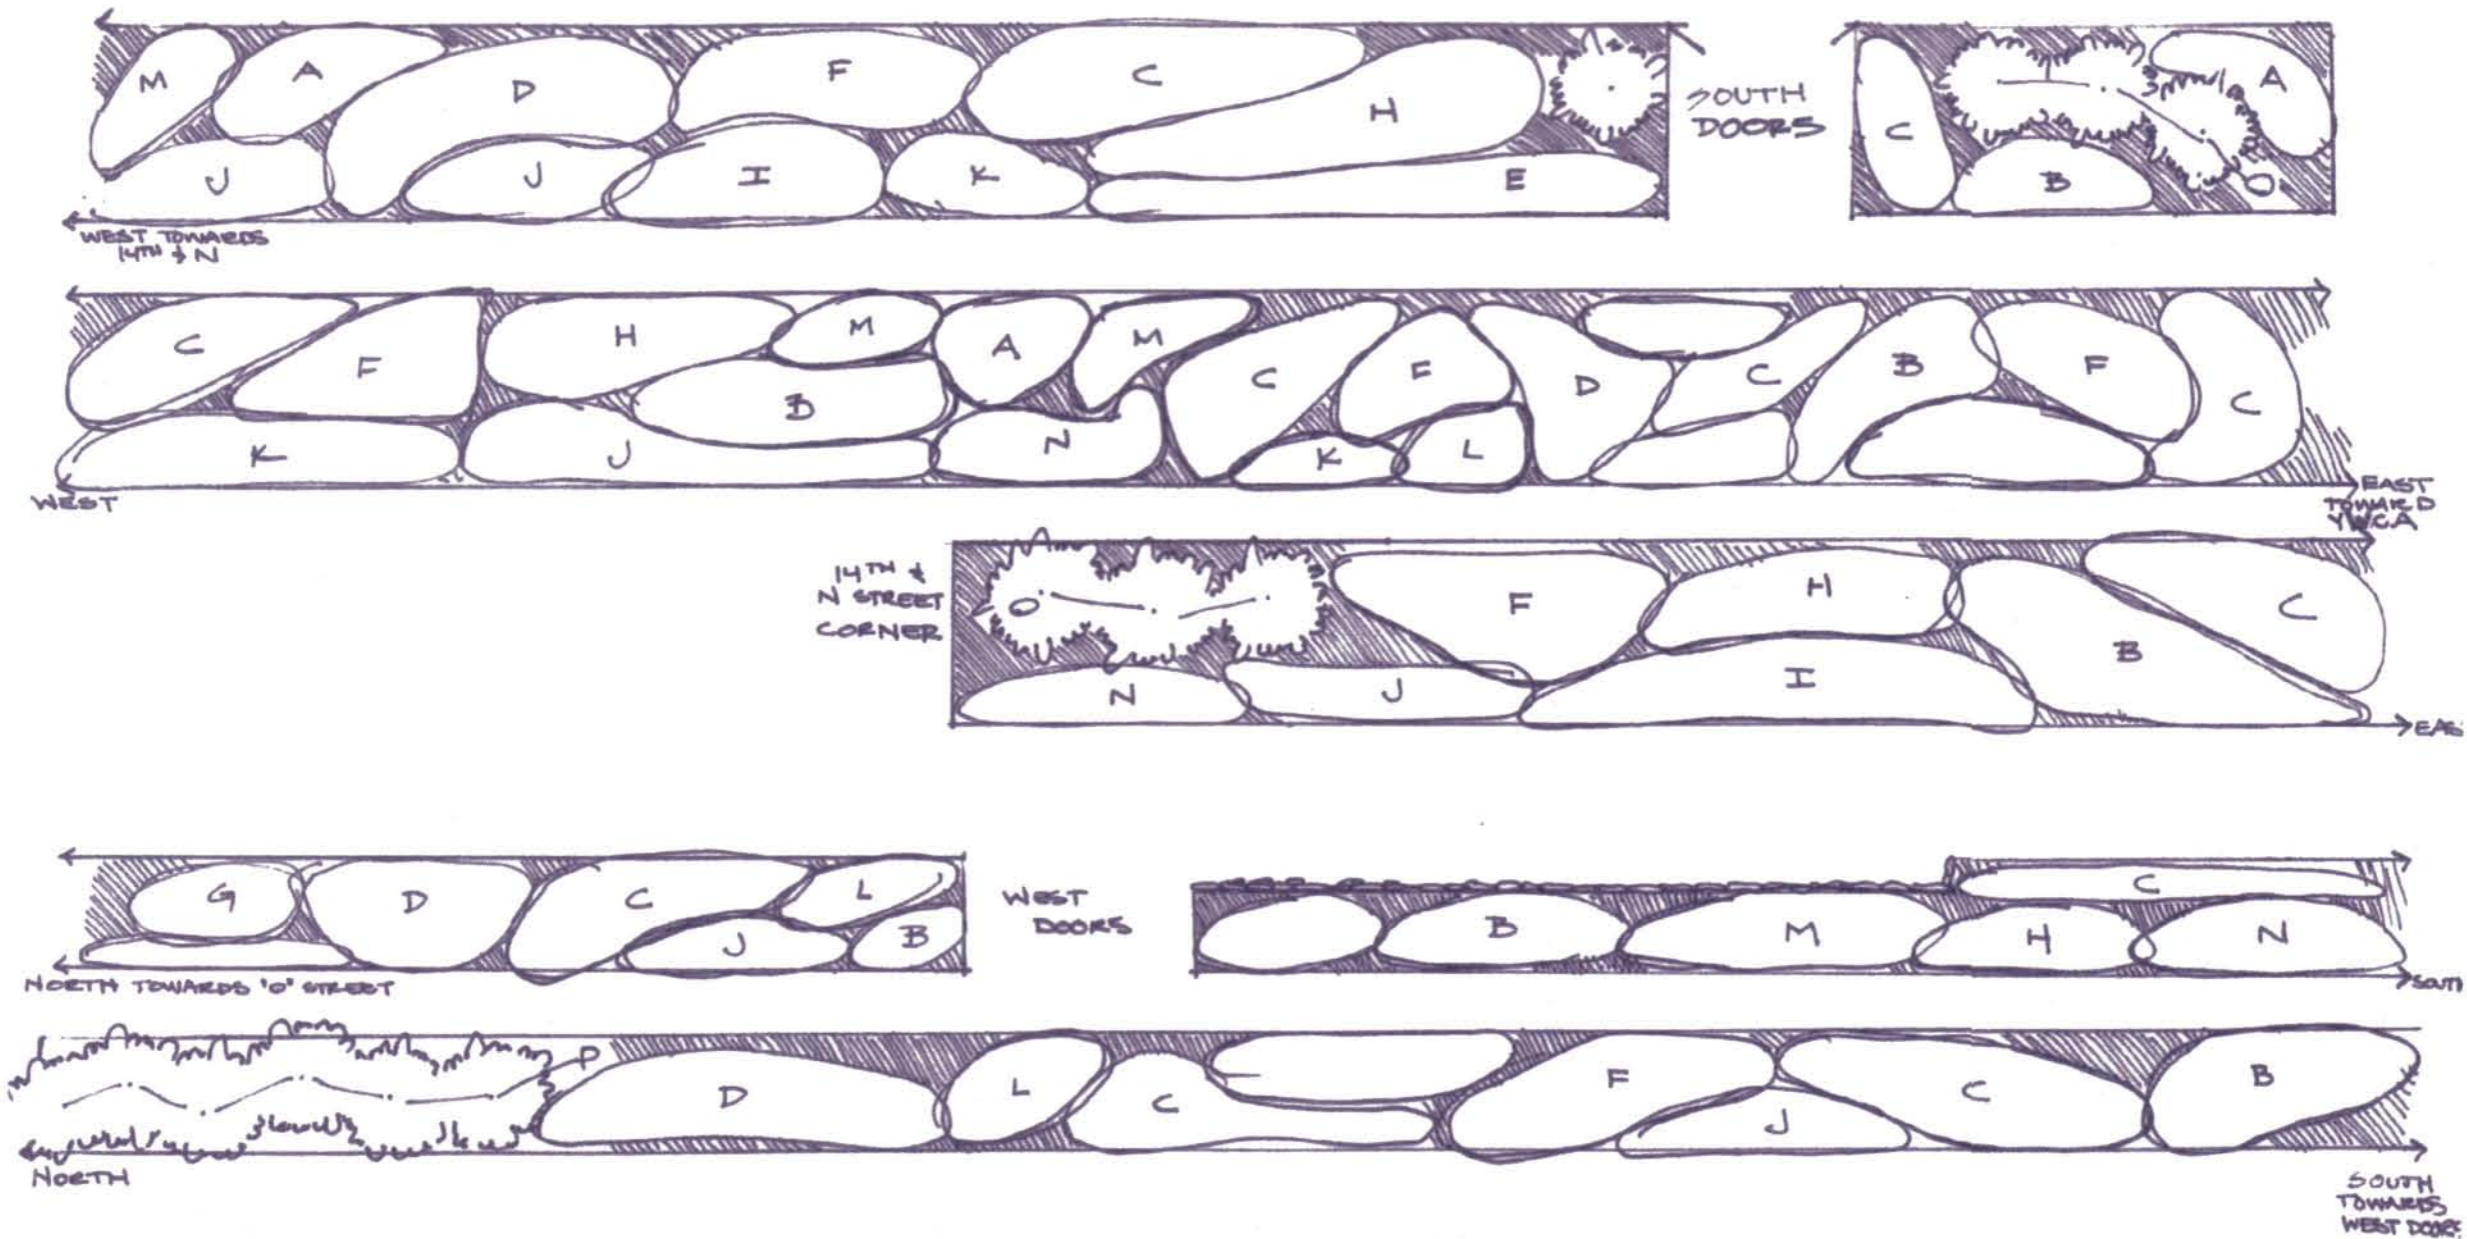 M A D F C H SOUTH DOORS C A
J J I K E B O
WEST TOWARDS
14TH & N
C F H M A M C F D C B F C
K J B N K L
WEST
EAST
TOWARD
YWCA
14TH &
N STREET
CORNER
O F H B C
N J I
EAS
G D C L WEST DOORS C
J B B M H N
NORTH TOWARDS 'O' STREET
SOUTH
P D L C F J C B
NORTH
SOUTH
TOWARDS
WEST DOORS